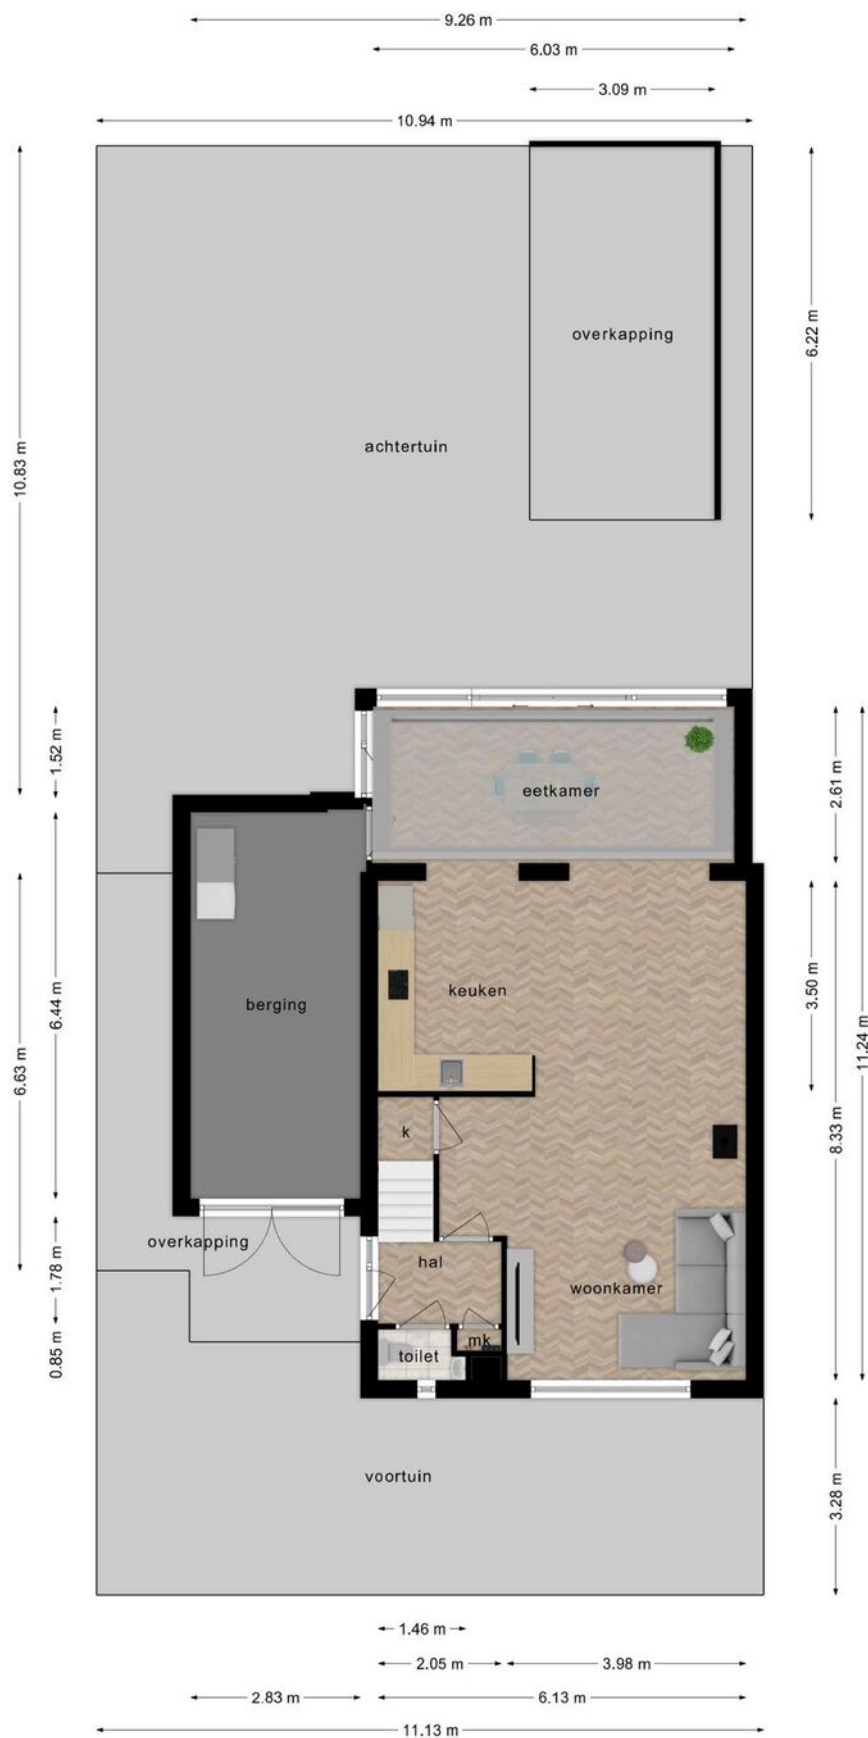 9.26 m
6.03 m
3.09 m
10.94 m
overkapping
6.22 m
achtertuin
10.83 m
1.52 m
eetkamer
2.61 m
keuken
3.50 m
berging
6.44 m
6.63 m
11.24 m
8.33 m
k
overkapping
hal
1.78 m
woonkamer
mk
toilet
0.85 m
voortuin
3.28 m
1.46 m
2.05 m
3.98 m
2.83 m
6.13 m
11.13 m